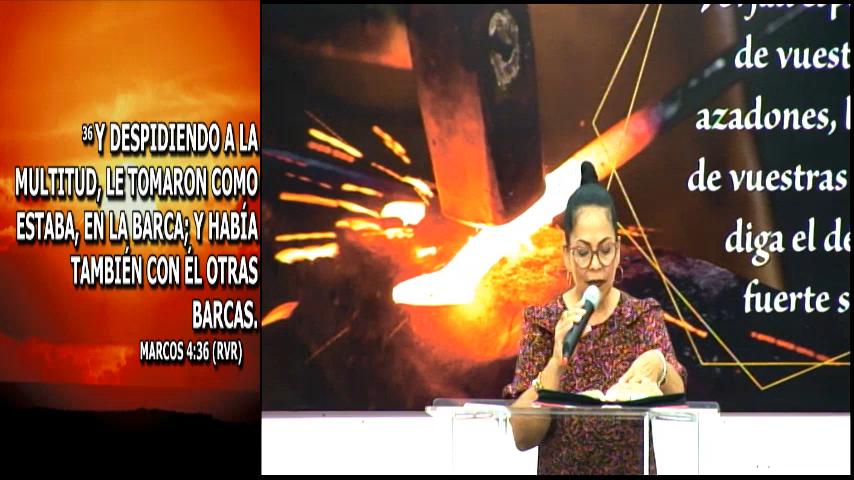 36 Y DESPIDIENDO A LA
MULTITUD, LE TOMARON COMO
ESTABA, EN LA BARCA; Y HABÍA
TAMBIÉN CON ÉL OTRAS
BARCAS.
MARCOS 4:36 (RVR)
de vuest
azadones, l
de vuestras
diga el dé
fuerte s